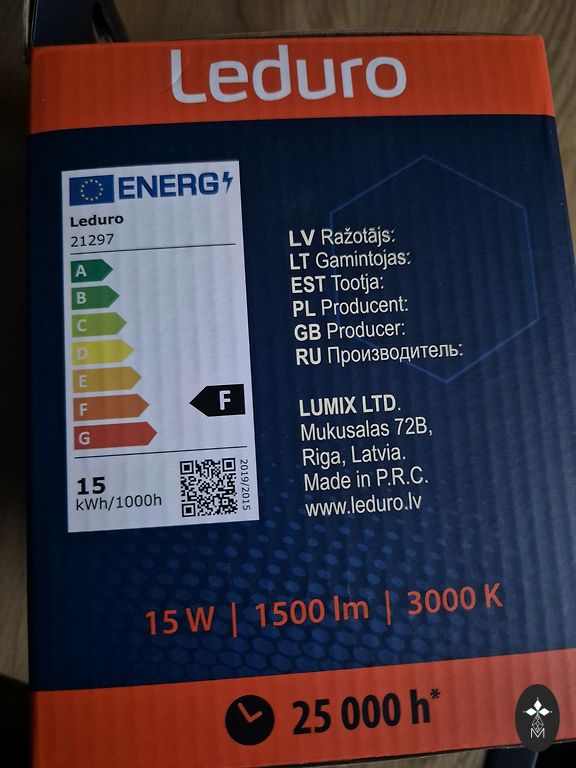 Leduro
ENERG
Leduro
21297
A
B
C
D
E
F
G
F
15
kWh/1000h
2019/2015
LV Ražotājs:
LT Gamintojas:
EST Tootja:
PL Producent:
GB Producer:
RU Производитель:
LUMIX LTD.
Mukusalas 72B,
Riga, Latvia.
Made in P.R.C.
www.leduro.lv
15 W | 1500 lm | 3000 K
25 000 h*
M